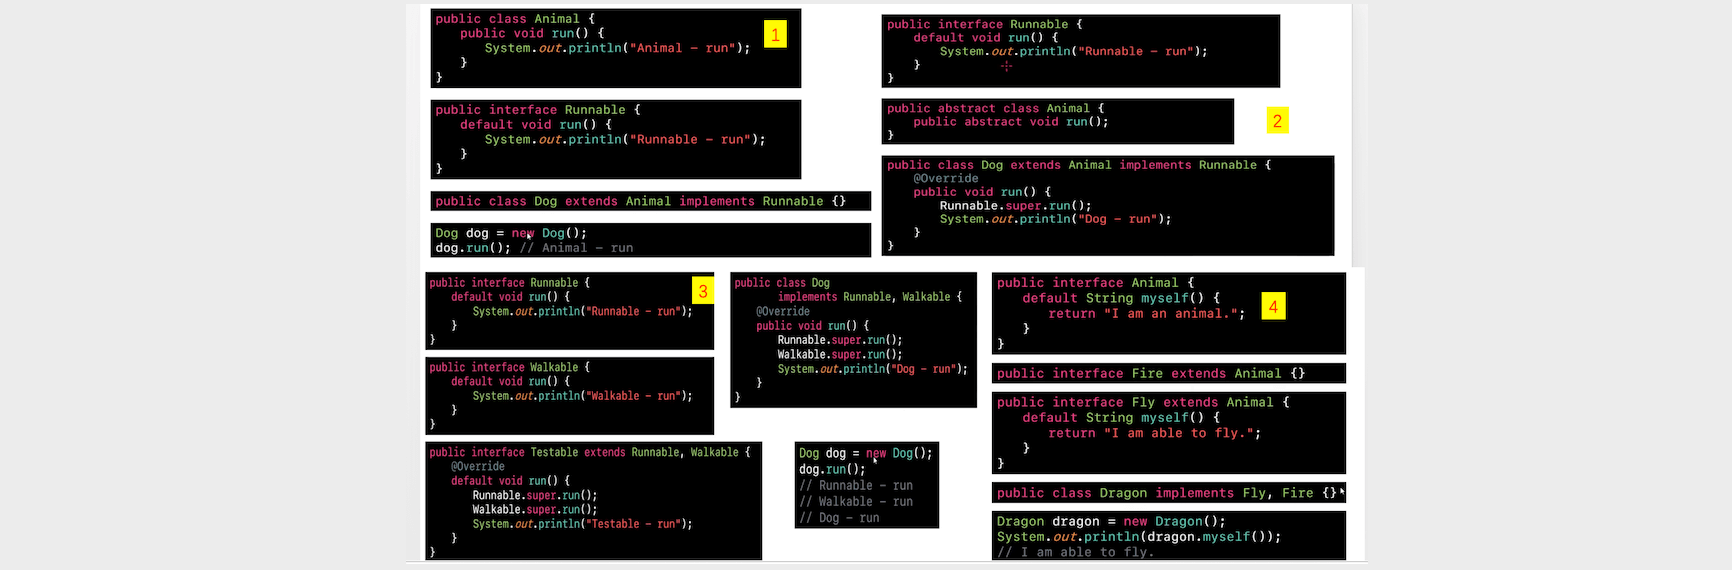 public class Animal {
public void run() {
System.out.println("Animal – run");
}
}
1
public interface Runnable {
default void run() {
System.out.println("Runnable – run");
}
}
public class Dog extends Animal implements Runnable {}
Dog dog = new Dog();
dog.run(); // Animal – run
public interface Runnable {
default void run() {
System.out.println("Runnable – run");
}
}
public abstract class Animal {
public abstract void run();
}
2
public class Dog extends Animal implements Runnable {
@Override
public void run() {
Runnable.super.run();
System.out.println("Dog – run");
}
}
public interface Runnable {
default void run() {
System.out.println("Runnable – run");
}
}
3
public interface Walkable {
default void run() {
System.out.println("Walkable – run");
}
}
public interface Testable extends Runnable, Walkable {
@Override
default void run() {
Runnable.super.run();
Walkable.super.run();
System.out.println("Testable – run");
}
}
public class Dog
implements Runnable, Walkable {
@Override
public void run() {
Runnable.super.run();
Walkable.super.run();
System.out.println("Dog – run");
}
}
Dog dog = new Dog();
dog.run();
// Runnable – run
// Walkable – run
// Dog – run
public interface Animal {
default String myself() {
return "I am an animal.";
}
}
4
public interface Fire extends Animal {}
public interface Fly extends Animal {
default String myself() {
return "I am able to fly.";
}
}
public class Dragon implements Fly, Fire {}
Dragon dragon = new Dragon();
System.out.println(dragon.myself());
// I am able to fly.